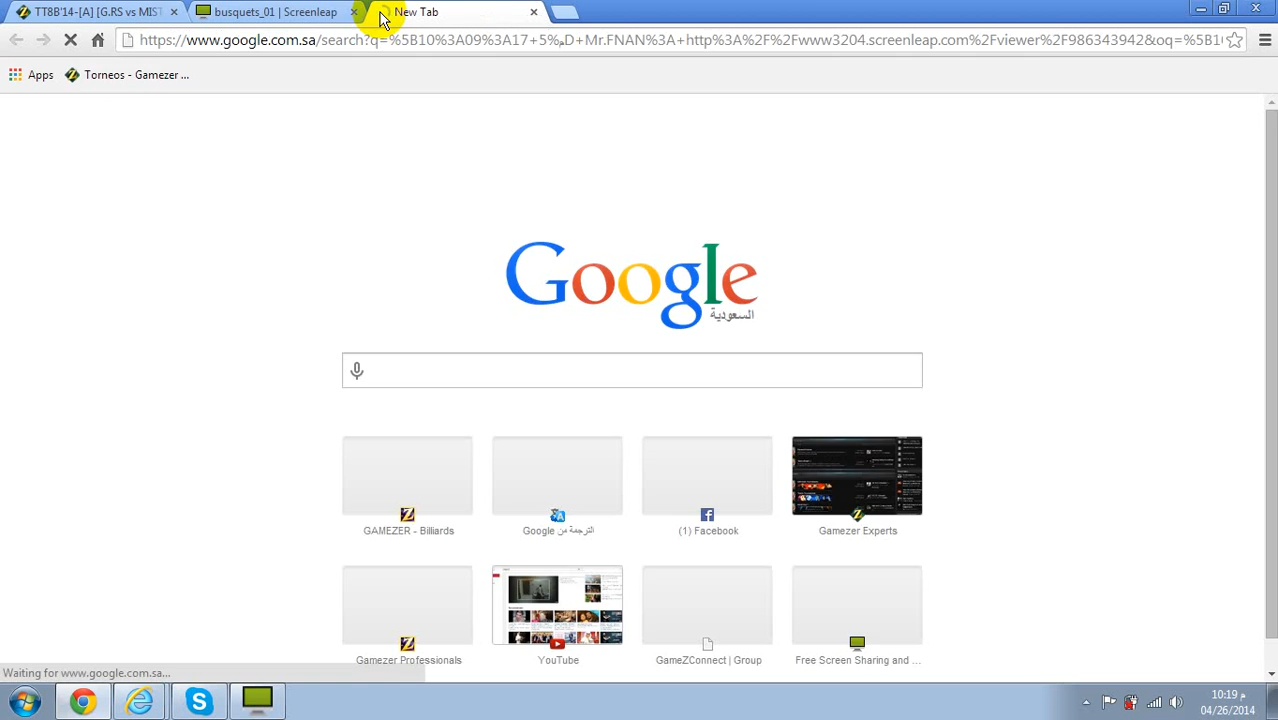 TT8B'14-[A] [G.RS vs MIST
busquets_01 | Screenleap
New Tab
https://www.google.com.sa/search?q=%5B10%3A09%3A17+5%D+Mr.FNAN%3A+http%3A%2F%2Fwww3204.screenleap.com%2Fviewer%2F986343942&oq=%5B1
Apps
Torneos - Gamezer ...
Google
السعودية
GAMEZER - Billiards
الترجمة من Google
(1) Facebook
Gamezer Experts
Gamezer Professionals
YouTube
GameZConnect | Group
Free Screen Sharing and ...
Waiting for www.google.com.sa...
10:19 م
04/26/2014